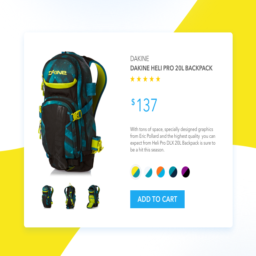 DAKINE
DAKINE HELI PRO 20L BACKPACK
$137
With tons of space, specially designed graphics
from Eric Pollard and the highest quality, you can
expect from Heli Pro DLX 20L Backpack is sure to
be a hit this season.
ADD TO CART
DAKINE